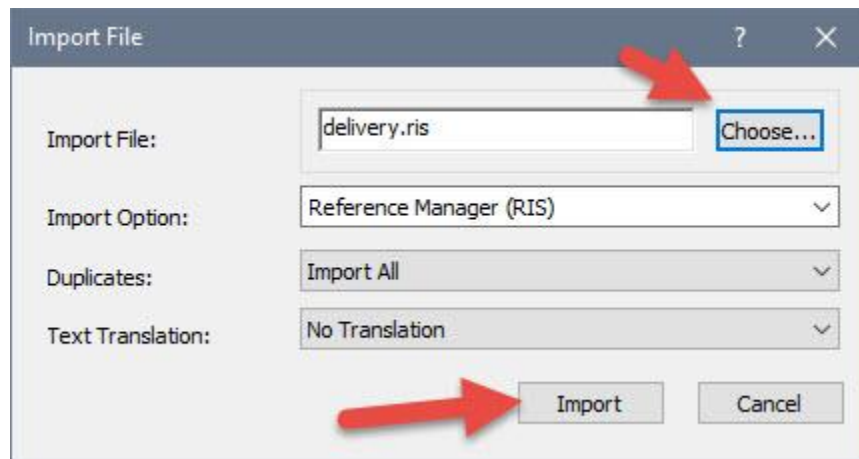 Import File ? X
Import File: delivery.ris Choose...
Import Option: Reference Manager (RIS)
Duplicates: Import All
Text Translation: No Translation
Import Cancel